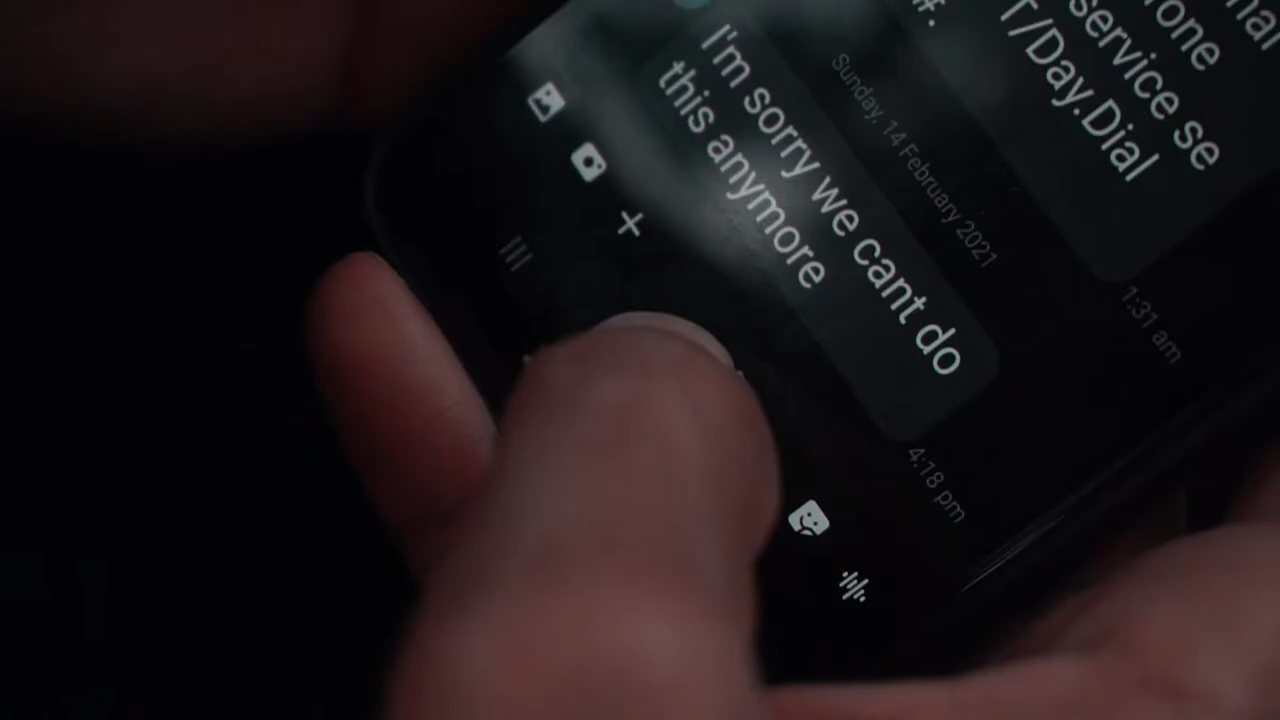 one
service se
T/Day.Dial
#.
1:31 am
Sunday, 14 February 2021
I'm sorry we cant do
this anymore
4:18 pm